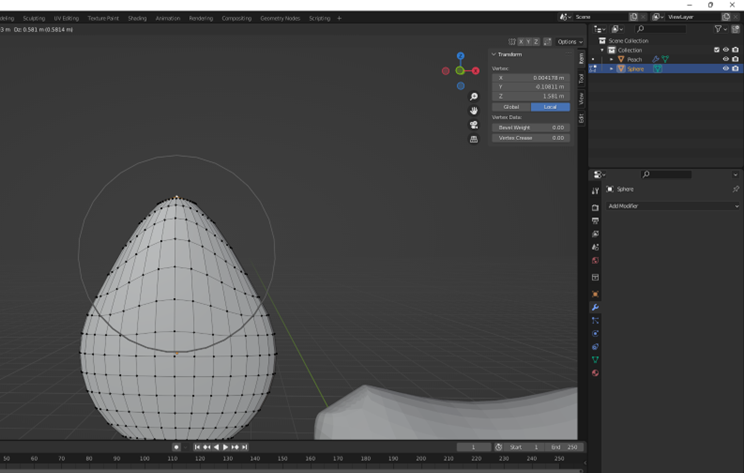 deling Sculpting UV Editing Texture Paint Shading Animation Rendering Compositing Geometry Nodes Scripting +
Scene
ViewLayer
3 m Oz: 0.581 m (0.5814 m)
X Y Z
Options
Transform
Vertex:
X 0.004178 m
Y -0.10811 m
Z 1.581 m
Global Local
Vertex Data:
Bevel Weight 0.00
Vertex Crease 0.00
Item
Tool
View
Edit
Scene Collection
Collection
Peach
Sphere
Sphere
Add Modifier
1
Start 1
End 250
50 60 70 80 90 100 110 120 130 140 150 160 170 180 190 200 210 220 230 240 250